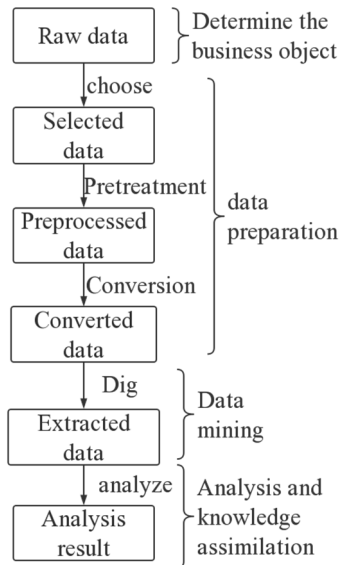 Raw data
Determine the
business object
choose
Selected
data
Pretreatment
Preprocessed
data
data
preparation
Conversion
Converted
data
Dig
Data
mining
Extracted
data
analyze
Analysis and
knowledge
assimilation
Analysis
result